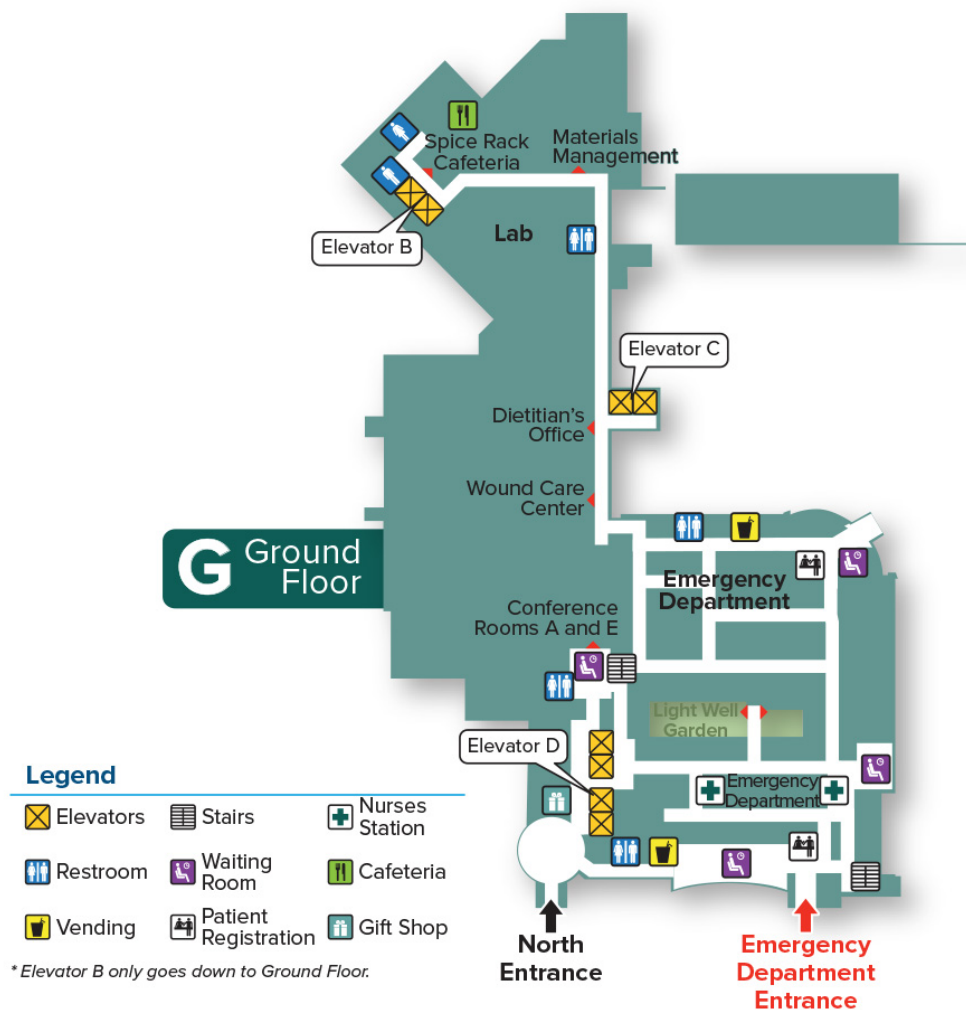 Spice Rack
Cafeteria
Materials
Management
Elevator B
Lab
Elevator C
Dietitian's
Office
Wound Care
Center
G
Ground
Floor
Emergency
Department
Conference
Rooms A and E
Light Well
Garden
Elevator D
Emergency
Department
Legend
Elevators
Stairs
Nurses
Station
Restroom
Waiting
Room
Cafeteria
Vending
Patient
Registration
Gift Shop
* Elevator B only goes down to Ground Floor.
North
Entrance
Emergency
Department
Entrance